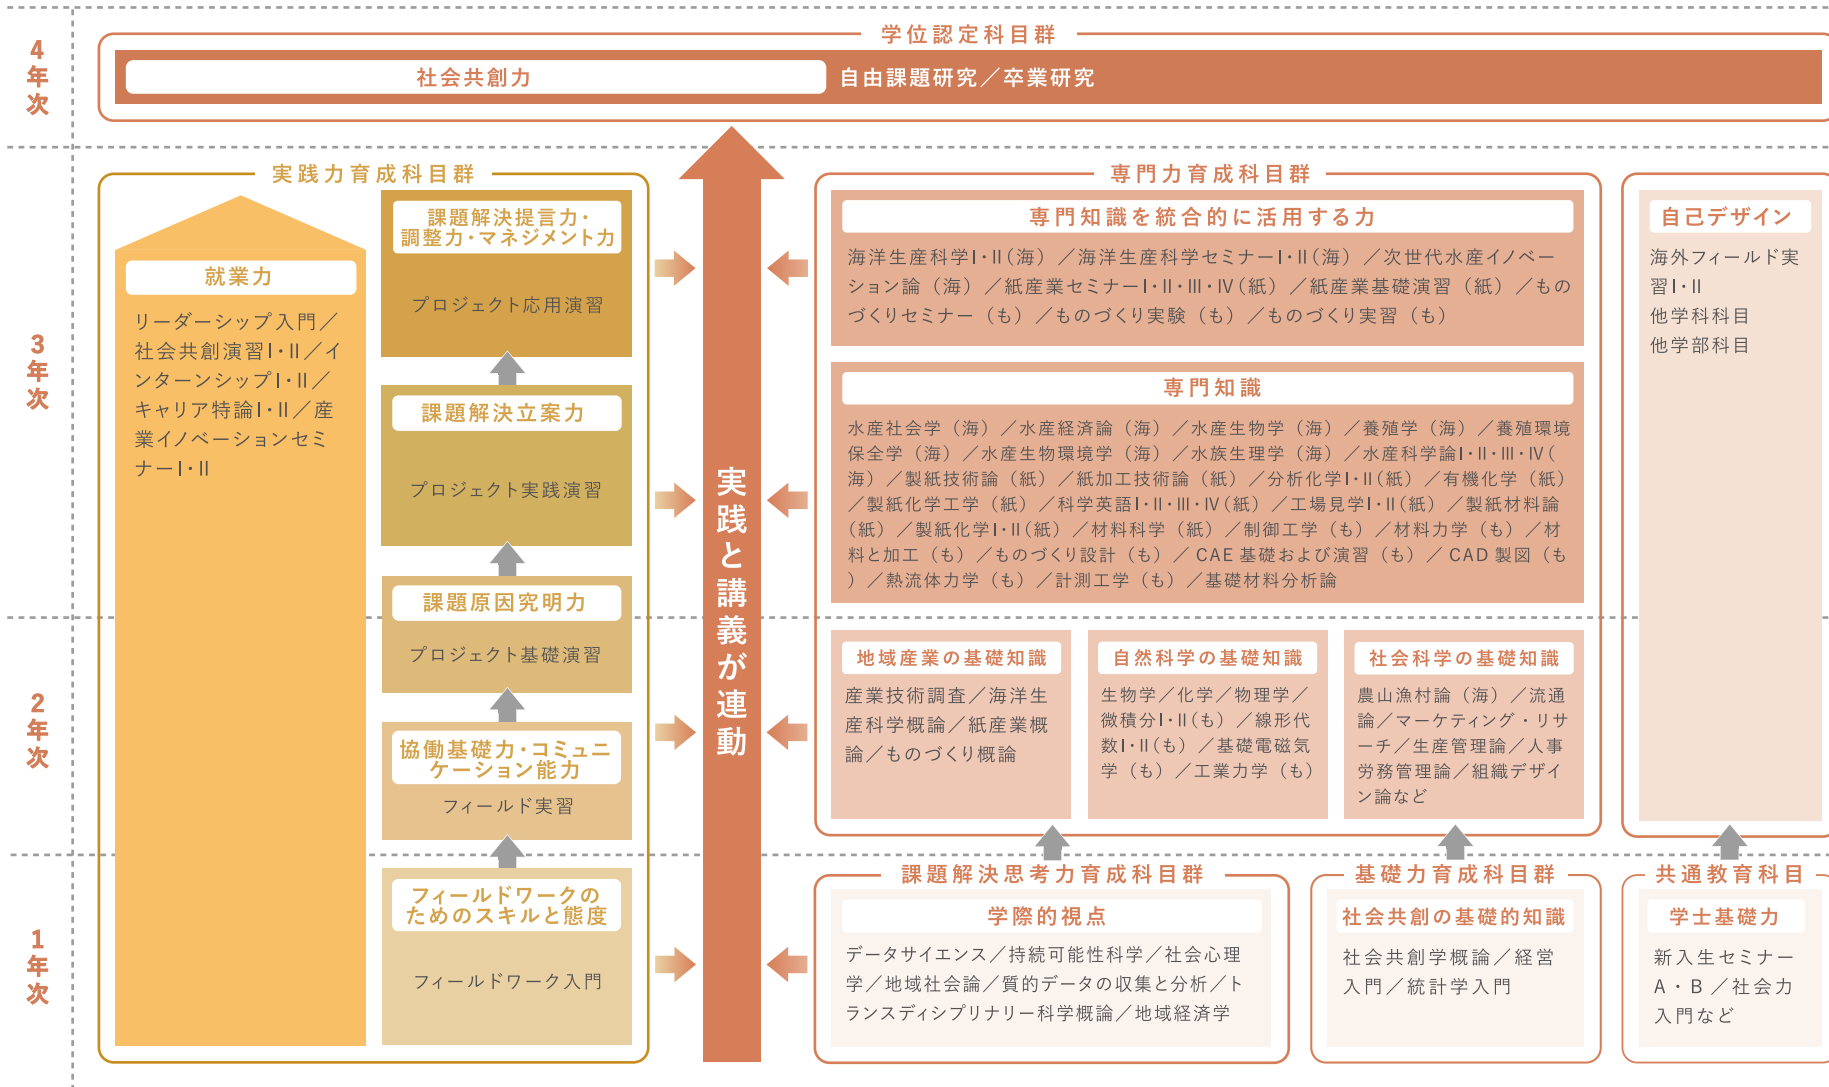 4年次
学位認定科目群
社会共創力
自由課題研究／卒業研究
3年次
実践力育成科目群
就業力
リーダーシップ入門／
社会共創演習I・II／イ
ンターンシップI・II／
キャリア特論I・II／産
業イノベーションセミ
ナーI・II
課題解決提言力・
調整力・マネジメント力
プロジェクト応用演習
課題解決立案力
プロジェクト実践演習
課題原因究明力
プロジェクト基礎演習
実践と講義が連動
専門力育成科目群
専門知識を統合的に活用する力
海洋生産科学I・II（海）／海洋生産科学セミナーI・II（海）／次世代水産イノベー
ション論（海）／紙産業セミナーI・II・III・IV（紙）／紙産業基礎演習（紙）／もの
づくりセミナー（も）／ものづくり実験（も）／ものづくり実習（も）
専門知識
水産社会学（海）／水産経済論（海）／水産生物学（海）／養殖学（海）／養殖環境
保全学（海）／水産生物環境学（海）／水族生理学（海）／水産科学論I・II・III・IV（
海）／製紙技術論（紙）／紙加工技術論（紙）／分析化学I・II（紙）／有機化学（紙）
／製紙化学工学（紙）／科学英語I・II・III・IV（紙）／工場見学I・II（紙）／製紙材料論
（紙）／製紙化学I・II（紙）／材料科学（紙）／制御工学（も）／材料力学（も）／材
料と加工（も）／ものづくり設計（も）／ CAE 基礎および演習（も）／ CAD 製図（も
）／熱流体力学（も）／計測工学（も）／基礎材料分析論
自己デザイン
海外フィールド実
習I・II
他学科科目
他学部科目
2年次
協働基礎力・コミュニ
ケーション能力
フィールド実習
地域産業の基礎知識
産業技術調査／海洋生
産科学概論／紙産業概
論／ものづくり概論
自然科学の基礎知識
生物学／化学／物理学／
微積分I・II（も）／線形代
数I・II（も）／基礎電磁気
学（も）／工業力学（も）
社会科学の基礎知識
農山漁村論（海）／流通
論／マーケティング・リサ
ーチ／生産管理論／人事
労務管理論／組織デザイ
ン論など
1年次
フィールドワークの
ためのスキルと態度
フィールドワーク入門
課題解決思考力育成科目群
学際的視点
データサイエンス／持続可能性科学／社会心理
学／地域社会論／質的データの収集と分析／ト
ランスディシプリナリー科学概論／地域経済学
基礎力育成科目群
社会共創の基礎的知識
社会共創学概論／経営
入門／統計学入門
共通教育科目
学士基礎力
新入生セミナー
A・B ／社会力
入門など